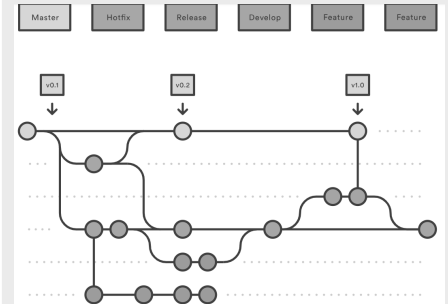 Master
Hotfix
Release
Develop
Feature
Feature
v0.1
v0.2
v1.0